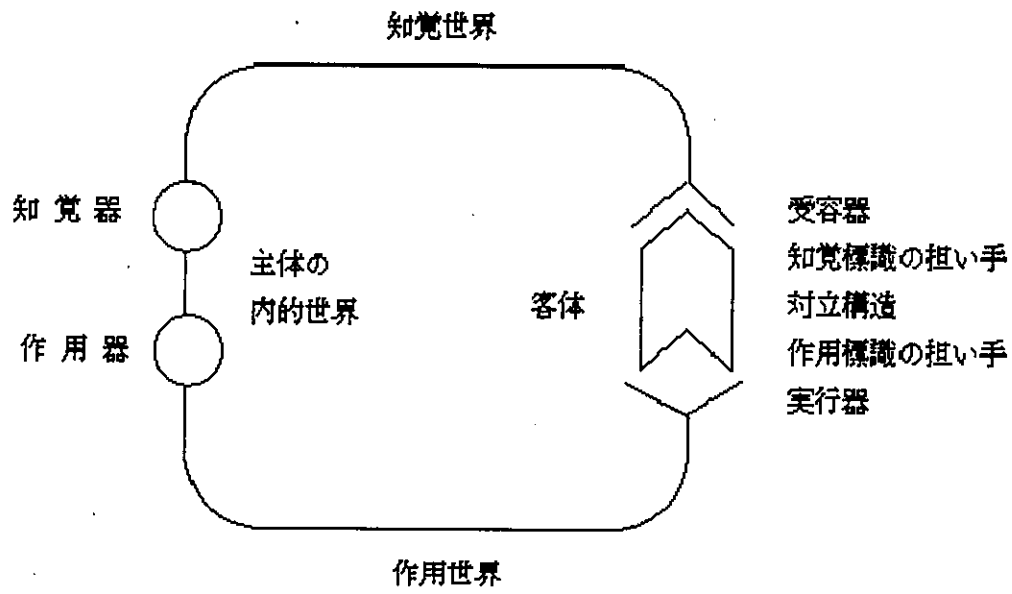 知覚世界
知覚器
主体の
内的世界
作用器
客体
受容器
知覚標識の担い手
対立構造
作用標識の担い手
実行器
作用世界